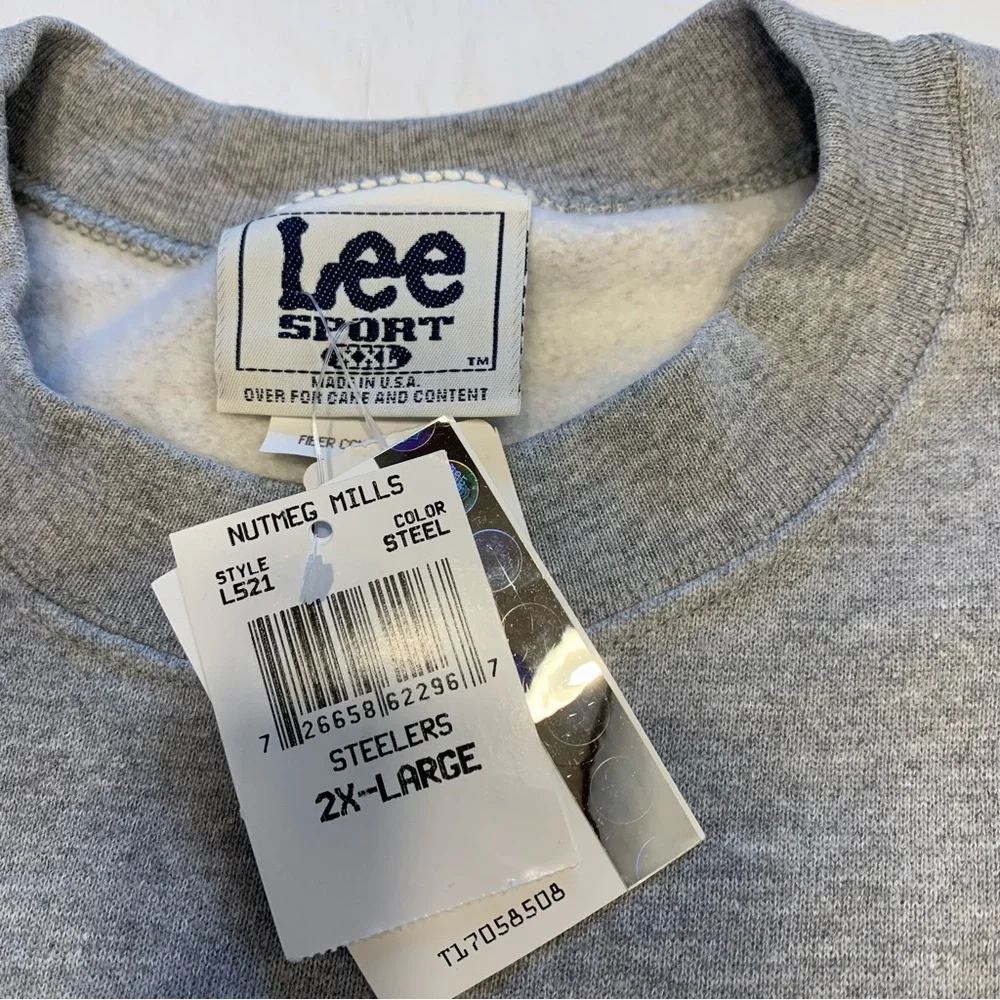 Lee
SPORT
XXL
TM
MADE IN U.S.A.
OVER FOR CARE AND CONTENT
FIBER
NUTMEG MILLS
COLOR
STEEL
STYLE
L521
7 26658 62296 7
STEELERS
2X-LARGE
T17058508